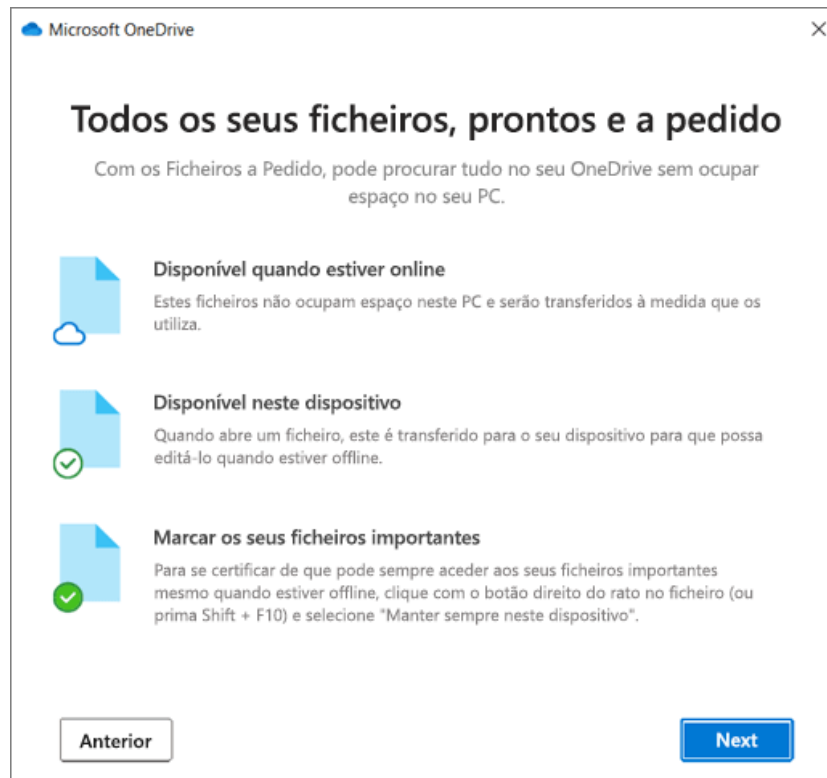 Microsoft OneDrive
Todos os seus ficheiros, prontos e a pedido
Com os Ficheiros a Pedido, pode procurar tudo no seu OneDrive sem ocupar
espaço no seu PC.
Disponível quando estiver online
Estes ficheiros não ocupam espaço neste PC e serão transferidos à medida que os
utiliza.
Disponível neste dispositivo
Quando abre um ficheiro, este é transferido para o seu dispositivo para que possa
editá-lo quando estiver offline.
Marcar os seus ficheiros importantes
Para se certificar de que pode sempre aceder aos seus ficheiros importantes
mesmo quando estiver offline, clique com o botão direito do rato no ficheiro (ou
prima Shift + F10) e selecione "Manter sempre neste dispositivo".
Anterior
Next